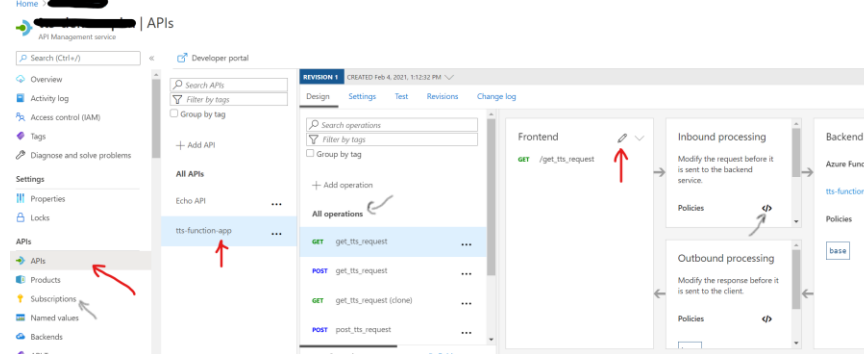 Home >
| APIs
API Management service
Search (Ctrl+/)
«
Overview
Activity log
Access control (IAM)
Tags
Diagnose and solve problems
Settings
Properties
Locks
APIs
APIs
Products
Subscriptions
Named values
Backends
Developer portal
Search APIs
Filter by tags
Group by tag
+ Add API
All APIs
Echo API
...
tts-function-app
...
REVISION 1 CREATED Feb 4, 2021, 1:12:32 PM
Design Settings Test Revisions Change log
Search operations
Filter by tags
Group by tag
+ Add operation
All operations
GET get_tts_request ...
POST get_tts_request ...
GET get_tts_request (clone) ...
POST post_tts_request ...
Frontend
GET /get_tts_request
Inbound processing
Modify the request before it
is sent to the backend
service.
Policies </>
Outbound processing
Modify the response before it
is sent to the client.
Policies </>
Backend
Azure Func
tts-function
Policies
base